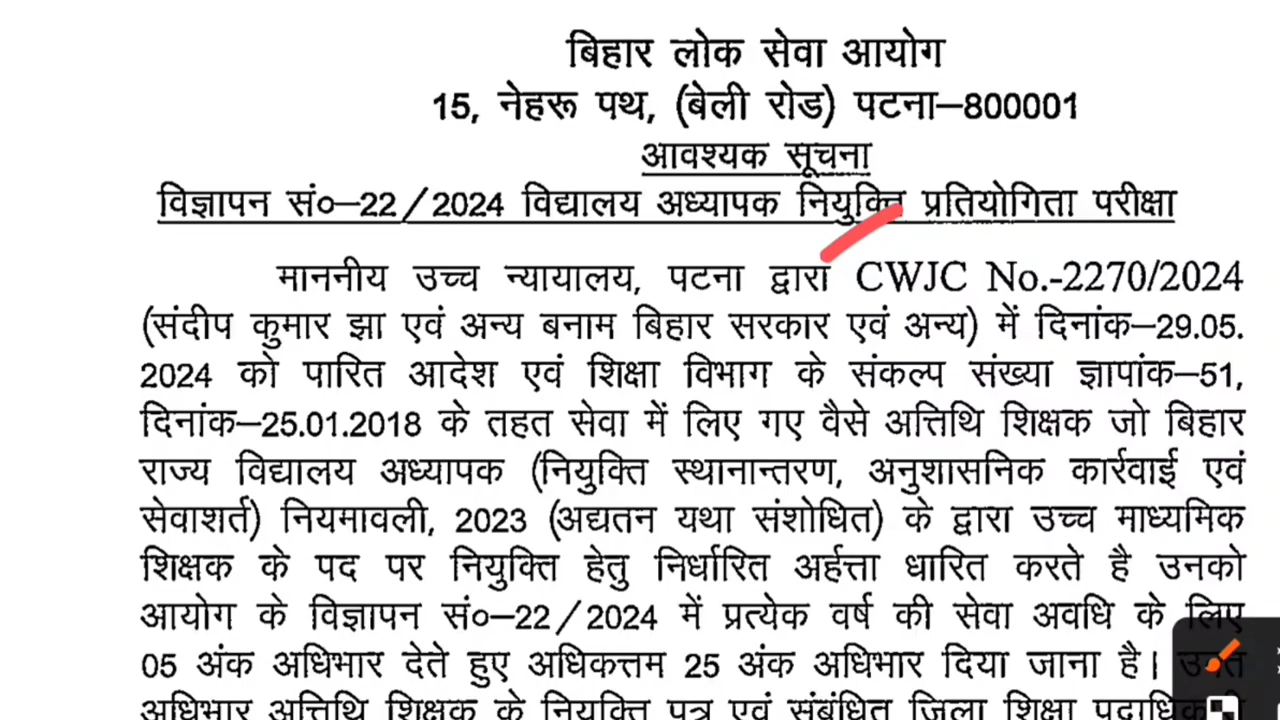 बिहार लोक सेवा आयोग
15, नेहरू पथ, (बेली रोड) पटना–800001
आवश्यक सूचना
विज्ञापन सं०–22/2024 विद्यालय अध्यापक नियुक्ति प्रतियोगिता परीक्षा
माननीय उच्च न्यायालय, पटना द्वारा CWJC No.-2270/2024
(संदीप कुमार झा एवं अन्य बनाम बिहार सरकार एवं अन्य) में दिनांक–29.05.
2024 को पारित आदेश एवं शिक्षा विभाग के संकल्प संख्या ज्ञापांक–51,
दिनांक–25.01.2018 के तहत सेवा में लिए गए वैसे अत्तिथि शिक्षक जो बिहार
राज्य विद्यालय अध्यापक (नियुक्ति स्थानान्तरण, अनुशासनिक कार्रवाई एवं
सेवाशर्त) नियमावली, 2023 (अद्यतन यथा संशोधित) के द्वारा उच्च माध्यमिक
शिक्षक के पद पर नियुक्ति हेतु निर्धारित अर्हत्ता धारित करते है उनको
आयोग के विज्ञापन सं०–22/2024 में प्रत्येक वर्ष की सेवा अवधि के लिए
05 अंक अधिभार देते हुए अधिकत्तम 25 अंक अधिभार दिया जाना है। उक्त
अधिभार अत्तिथि शिक्षक के नियुक्ति पत्र एवं संबंधित जिला शिक्षा